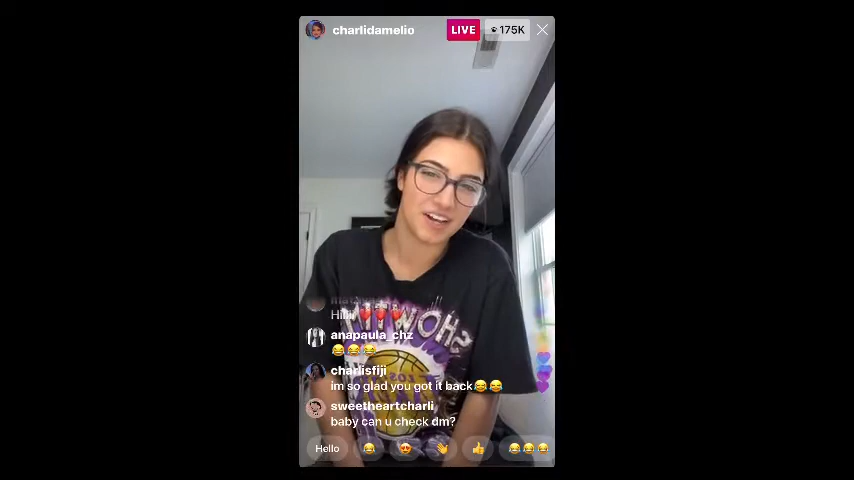 charlidamelio
LIVE
175K
Hiiii❤️❤️❤️
anapaula_chz
😂😂😂
charlisfiji
im so glad you got it back😂😅
sweetheartcharli
baby can u check dm?
Hello 😂 😍 👋 👍 😂😂😂
SHOWTIM